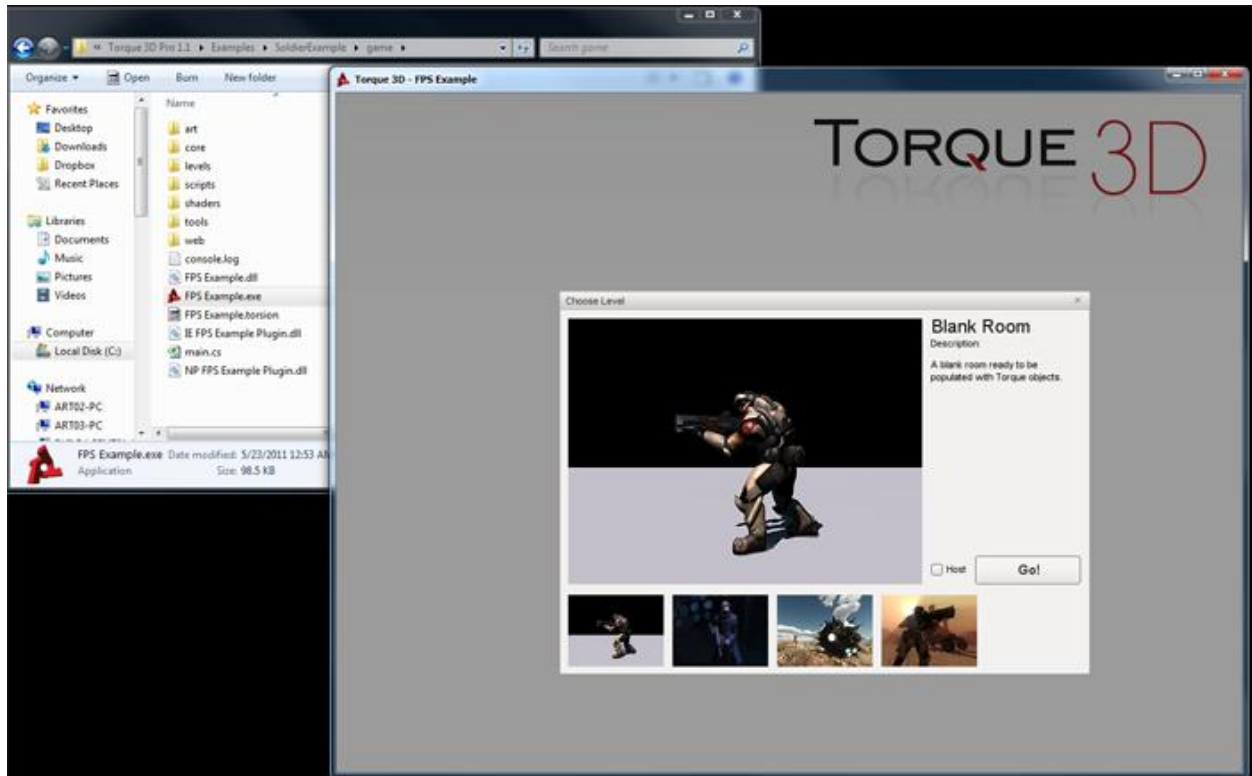 « Torque 3D Pro 1.1 ▸ Examples ▸ SoldierExample ▸ game ▸
Search game
Organize
Open
Burn
New folder
Favorites
Desktop
Downloads
Dropbox
Recent Places
Libraries
Documents
Music
Pictures
Videos
Computer
Local Disk (C:)
Network
ART02-PC
ART03-PC
Name
art
core
levels
scripts
shaders
tools
web
console.log
FPS Example.dll
FPS Example.exe
FPS Example.torsion
IE FPS Example Plugin.dll
main.cs
NP FPS Example Plugin.dll
FPS Example.exe Date modified: 5/23/2011 12:53
Application Size: 98.5 KB
Torque 3D - FPS Example
TORQUE 3D
Choose Level
Blank Room
Description:
A blank room ready to be
populated with Torque objects.
Host
Go!